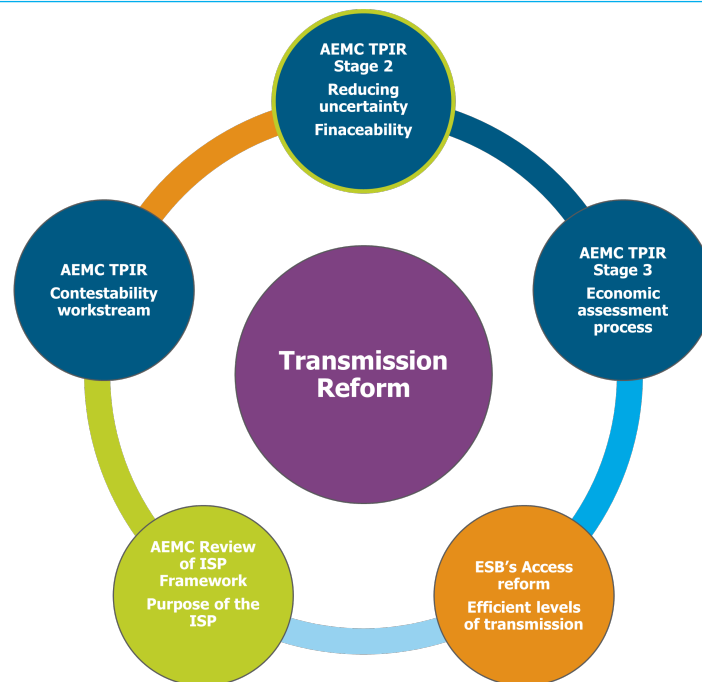 AEMC TPIR
Stage 2
Reducing
uncertainty
Finaceability
AEMC TPIR
Stage 3
Economic
assessment
process
AEMC TPIR
Contestability
workstream
Transmission
Reform
AEMC Review
of ISP
Framework
Purpose of the
ISP
ESB's Access
reform
Efficient levels
of transmission